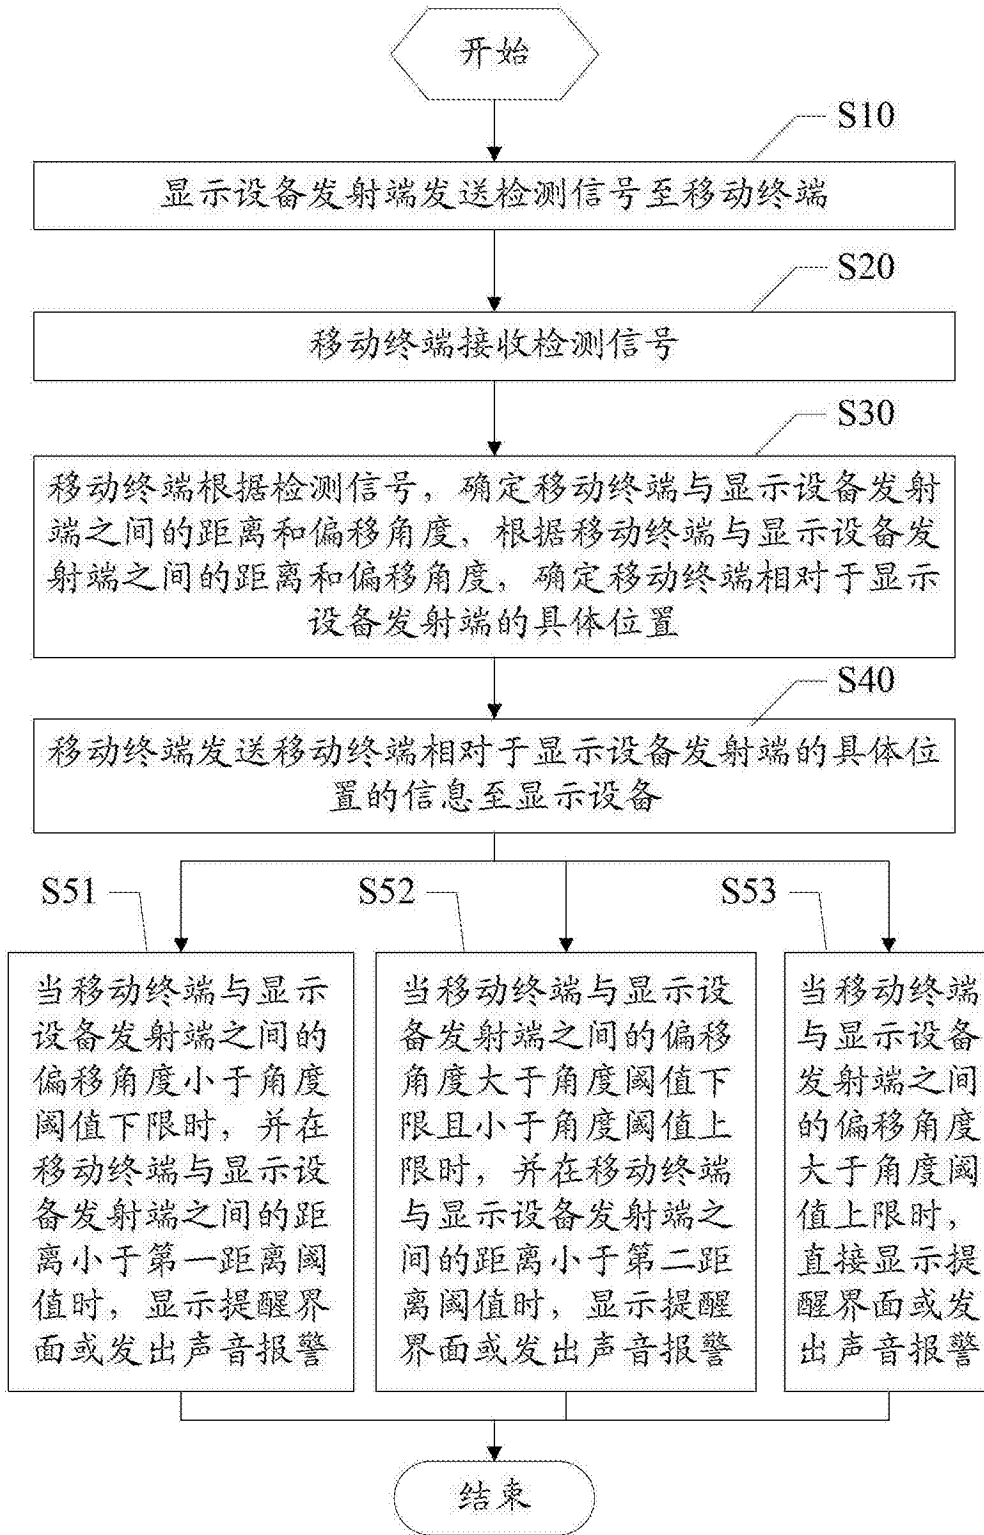 开始
S10
显示设备发射端发送检测信号至移动终端
S20
移动终端接收检测信号
S30
移动终端根据检测信号，确定移动终端与显示设备发射
端之间的距离和偏移角度，根据移动终端与显示设备发
射端之间的距离和偏移角度，确定移动终端相对于显示
设备发射端的具体位置
S40
移动终端发送移动终端相对于显示设备发射端的具体位
置的信息至显示设备
S51
当移动终端与显示
设备发射端之间的
偏移角度小于角度
阈值下限时，并在
移动终端与显示设
备发射端之间的距
离小于第一距离阈
值时，显示提醒界
面或发出声音报警
S52
当移动终端与显示设
备发射端之间的偏移
角度大于角度阈值下
限且小于角度阈值上
限时，并在移动终端
与显示设备发射端之
间的距离小于第二距
离阈值时，显示提醒
界面或发出声音报警
S53
当移动终端
与显示设备
发射端之间
的偏移角度
大于角度阈
值上限时，
直接显示提
醒界面或发
出声音报警
结束